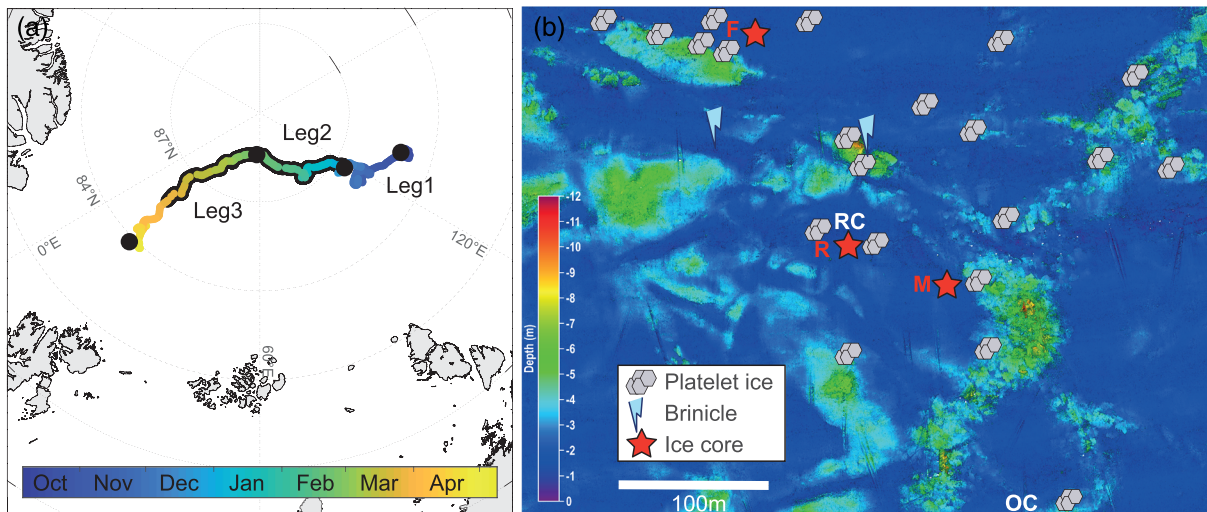 (a)
Leg2
Leg1
Leg3
87°N
84°N
0°E
60°E
120°E
Oct Nov Dec Jan Feb Mar Apr
(b)
F
RC
R
M
OC
Depth (m)
-12
-11
-10
-9
-8
-7
-6
-5
-4
-3
-2
-1
0
Platelet ice
Brinicle
Ice core
100m